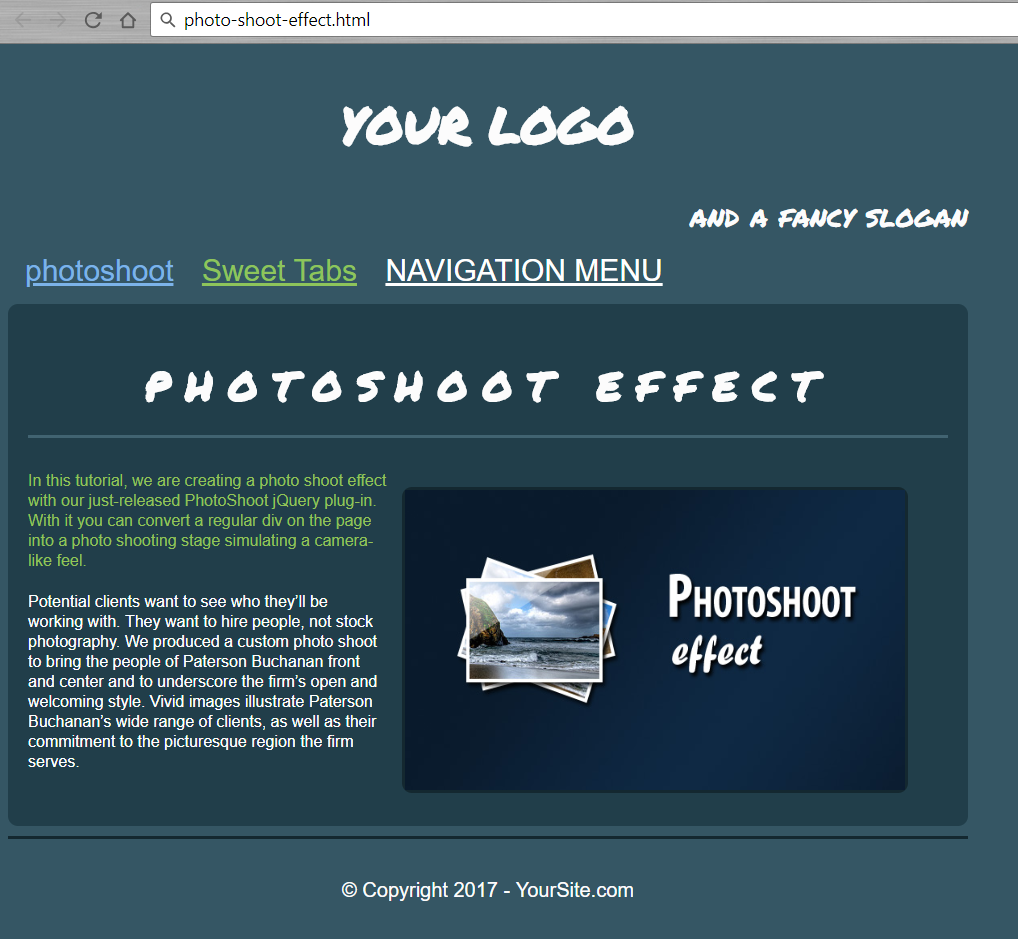 photo-shoot-effect.html
YOUR LOGO
AND A FANCY SLOGAN
photoshoot Sweet Tabs NAVIGATION MENU
PHOTOSHOOT EFFECT
In this tutorial, we are creating a photo shoot effect
with our just-released PhotoShoot jQuery plug-in.
With it you can convert a regular div on the page
into a photo shooting stage simulating a camera-
like feel.
Potential clients want to see who they’ll be
working with. They want to hire people, not stock
photography. We produced a custom photo shoot
to bring the people of Paterson Buchanan front
and center and to underscore the firm’s open and
welcoming style. Vivid images illustrate Paterson
Buchanan’s wide range of clients, as well as their
commitment to the picturesque region the firm
serves.
PHOTOSHOOT
effect
© Copyright 2017 - YourSite.com